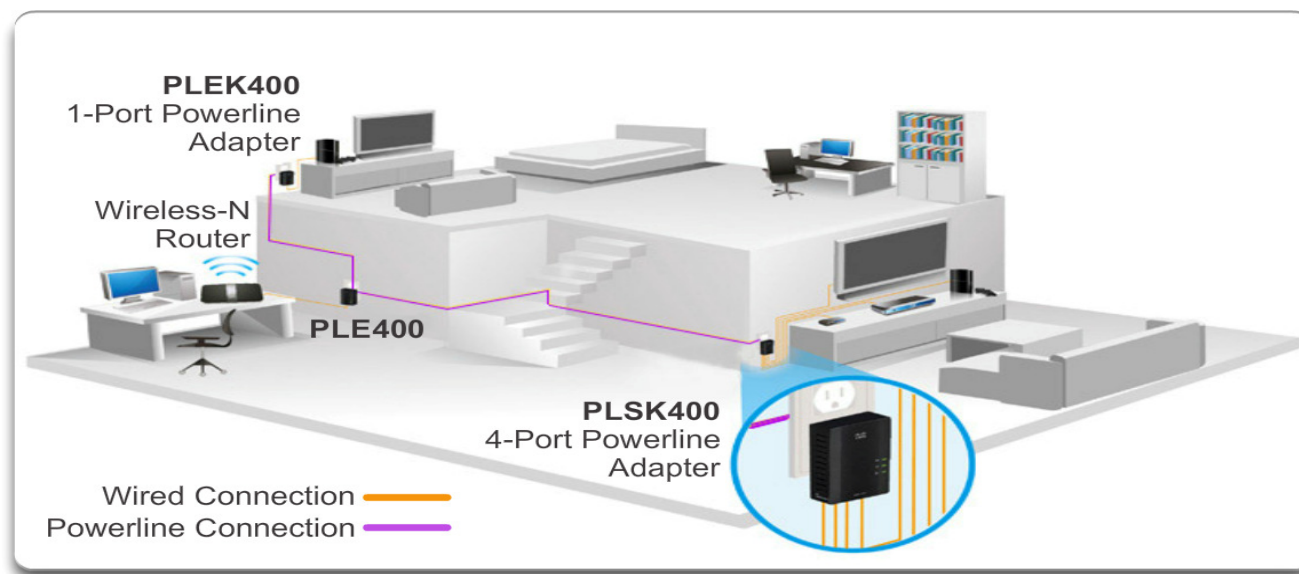 PLEK400
1-Port Powerline
Adapter
Wireless-N
Router
PLE400
PLSK400
4-Port Powerline
Adapter
Wired Connection
Powerline Connection